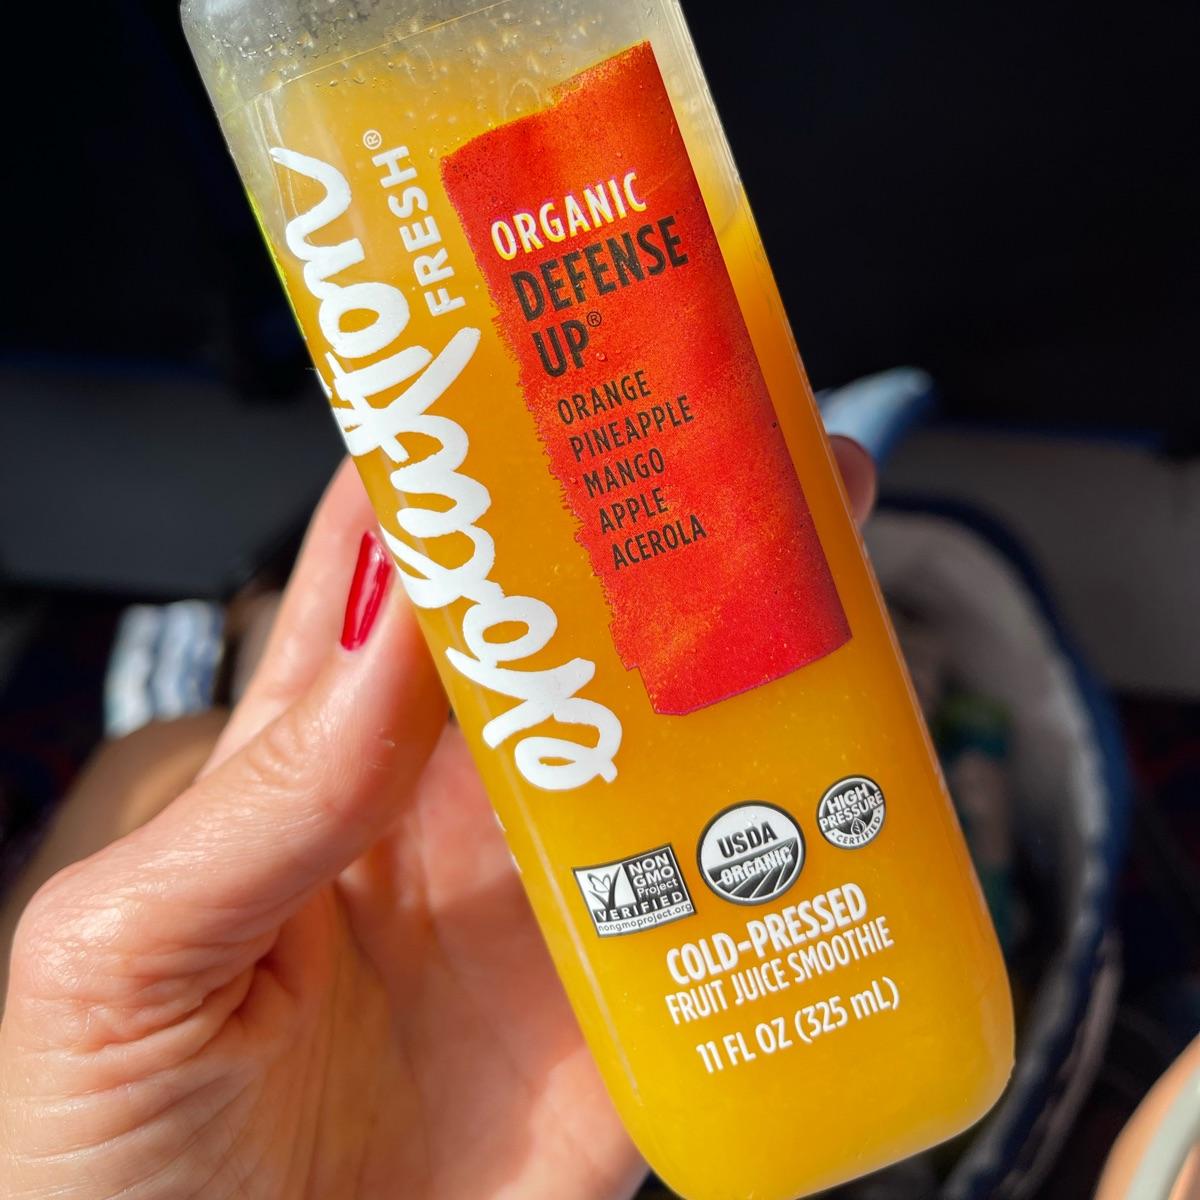 evolution
FRESH®
ORGANIC
DEFENSE
UP®
ORANGE
PINEAPPLE
MANGO
APPLE
ACEROLA
NON
GMO
Project
VERIFIED
nongmoproject.org
USDA
ORGANIC
HIGH
PRESSURE
CERTIFIED
COLD-PRESSED
FRUIT JUICE SMOOTHIE
11 FL OZ (325 mL)